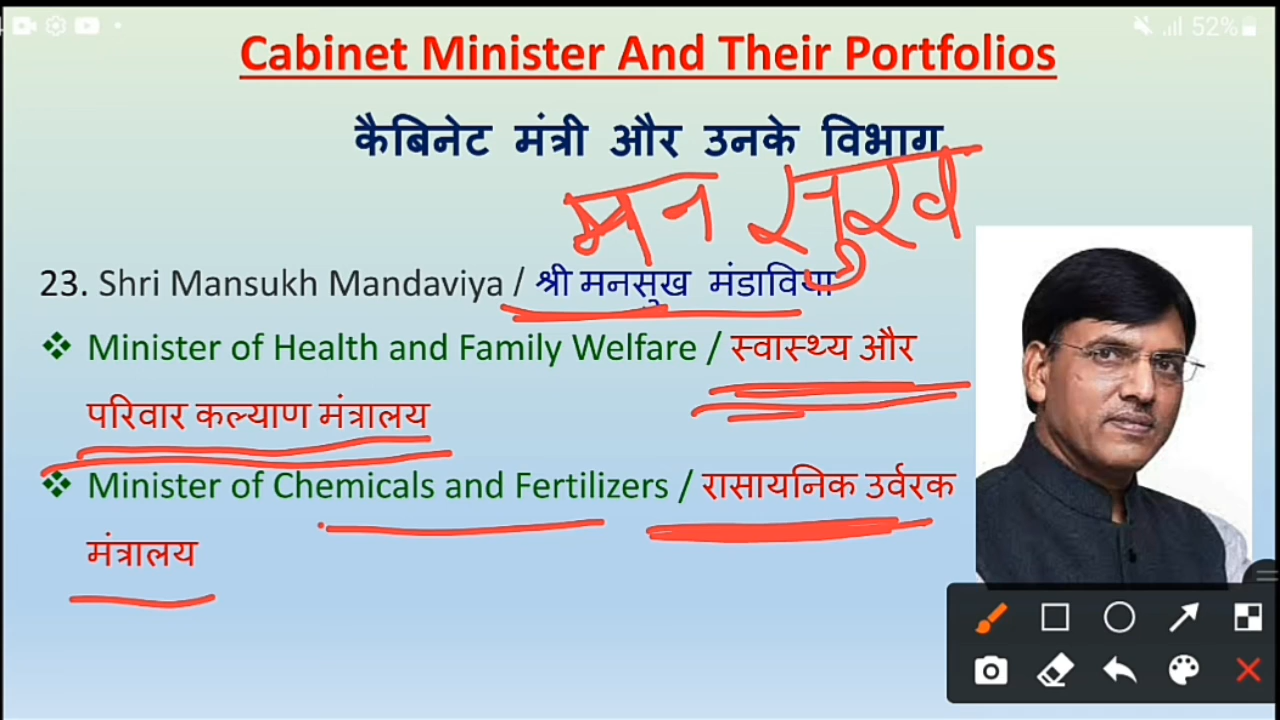 52%
Cabinet Minister And Their Portfolios
कैबिनेट मंत्री और उनके विभाग
मन सुख
23. Shri Mansukh Mandaviya / श्री मनसुख मंडाविया
❖ Minister of Health and Family Welfare / स्वास्थ्य और
परिवार कल्याण मंत्रालय
❖ Minister of Chemicals and Fertilizers / रासायनिक उर्वरक
मंत्रालय